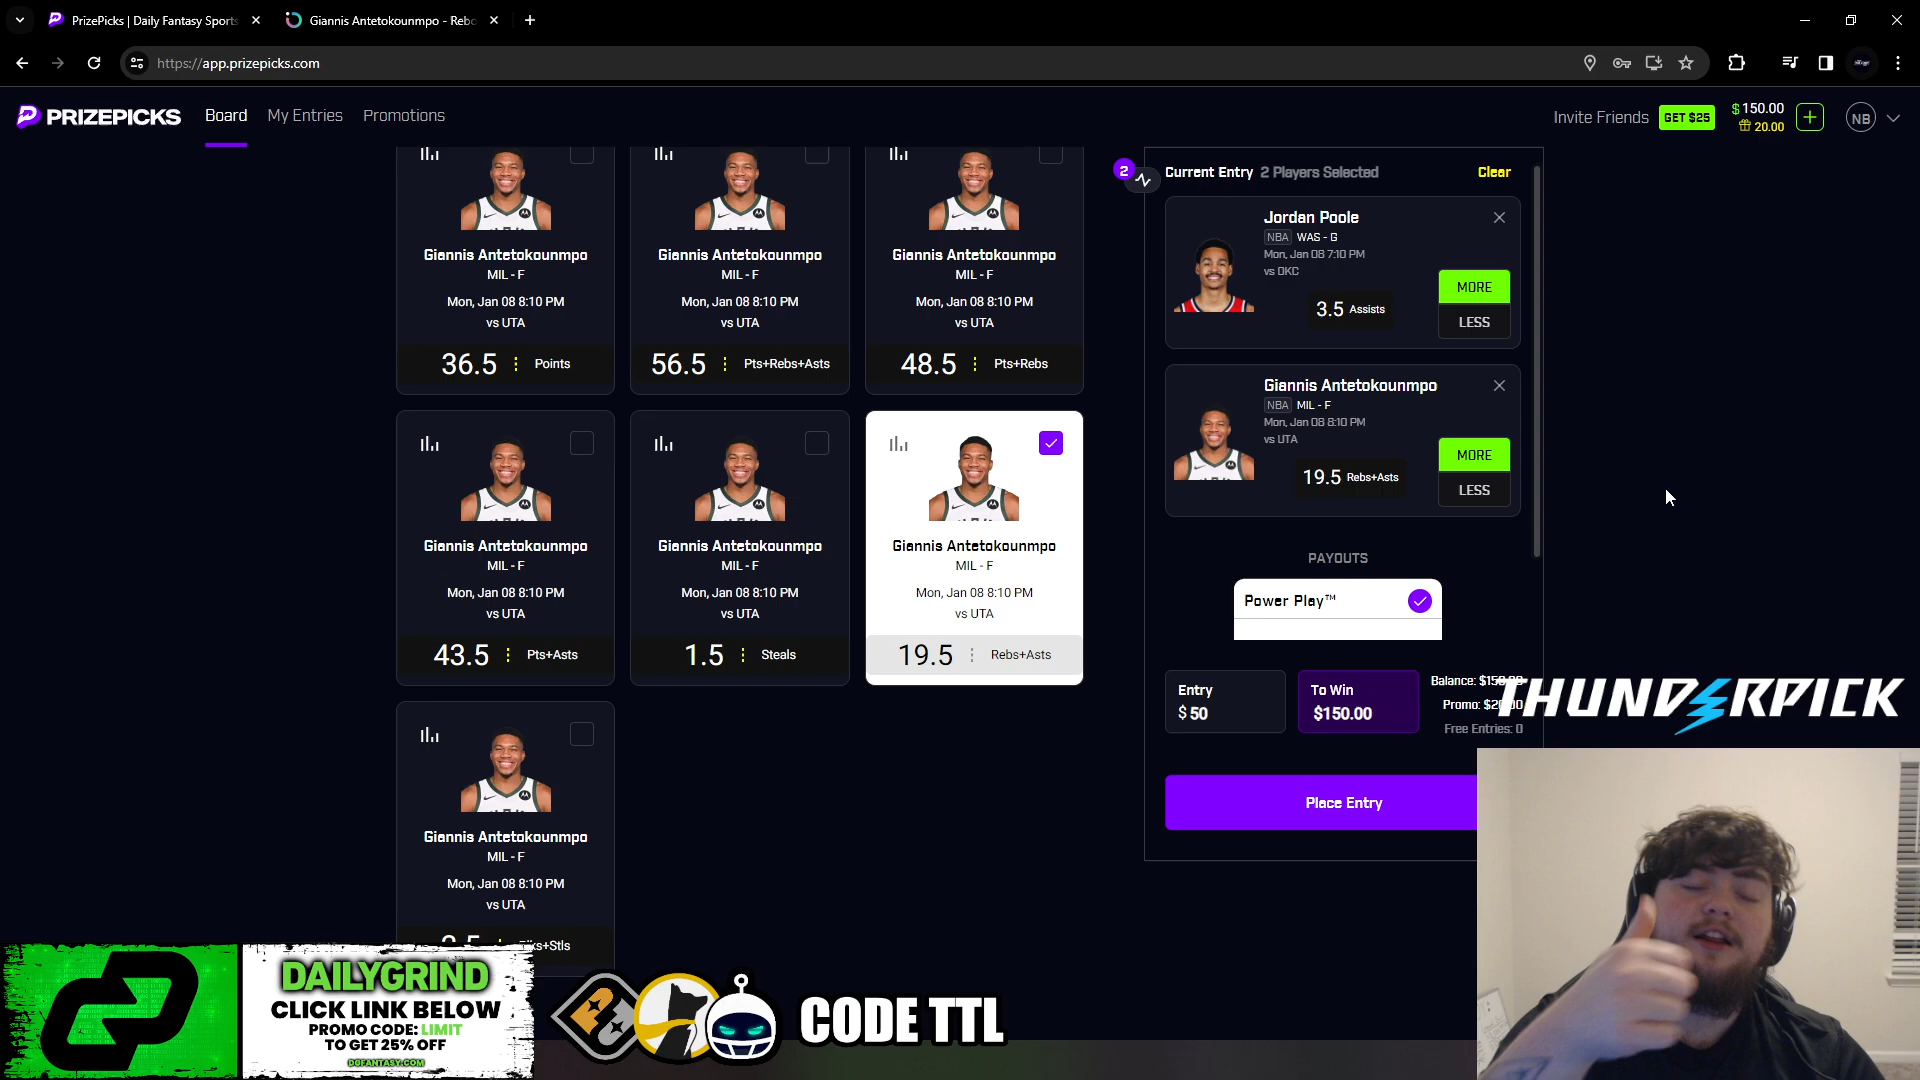 PrizePicks | Daily Fantasy Sports
Giannis Antetokounmpo - Rebo
https://app.prizepicks.com
PRIZEPICKS
Board
My Entries
Promotions
Invite Friends
GET $25
$150.00
20.00
NB
Giannis Antetokounmpo
MIL - F
Mon, Jan 08 8:10 PM
vs UTA
36.5 Points
Giannis Antetokounmpo
MIL - F
Mon, Jan 08 8:10 PM
vs UTA
56.5 Pts+Rebs+Asts
Giannis Antetokounmpo
MIL - F
Mon, Jan 08 8:10 PM
vs UTA
48.5 Pts+Rebs
Giannis Antetokounmpo
MIL - F
Mon, Jan 08 8:10 PM
vs UTA
43.5 Pts+Asts
Giannis Antetokounmpo
MIL - F
Mon, Jan 08 8:10 PM
vs UTA
1.5 Steals
Giannis Antetokounmpo
MIL - F
Mon, Jan 08 8:10 PM
vs UTA
19.5 Rebs+Asts
Giannis Antetokounmpo
MIL - F
Mon, Jan 08 8:10 PM
vs UTA
2
Current Entry 2 Players Selected
Clear
Jordan Poole
NBA WAS - G
Mon, Jan 08 7:10 PM
vs OKC
3.5 Assists
MORE
LESS
Giannis Antetokounmpo
NBA MIL - F
Mon, Jan 08 8:10 PM
vs UTA
19.5 Rebs+Asts
MORE
LESS
PAYOUTS
Power Play™
Entry
$ 50
To Win
$150.00
Balance:
Promo:
Free Entries: 0
Place Entry
THUNDERPICK
DAILYGRIND
CLICK LINK BELOW
PROMO CODE: LIMIT
TO GET 25% OFF
DGFANTASY.COM
CODE TTL